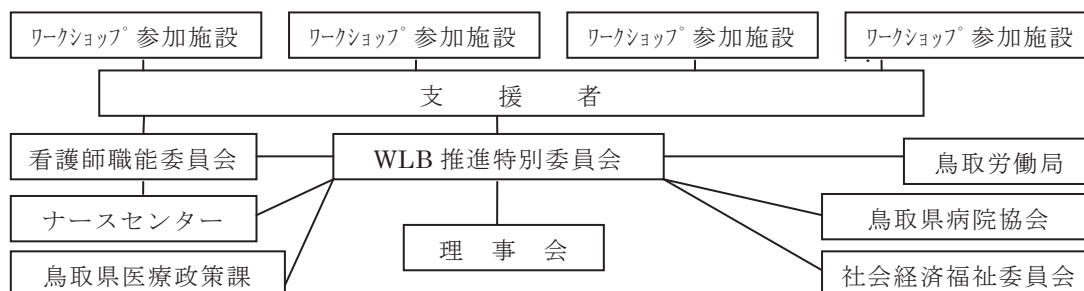 ワークショップ 参加施設 ワークショップ 参加施設 ワークショップ 参加施設 ワークショップ 参加施設
支 援 者
看護師職能委員会 WLB 推進特別委員会 鳥取労働局
ナースセンター 鳥取県病院協会
理 事 会
鳥取県医療政策課 社会経済福祉委員会